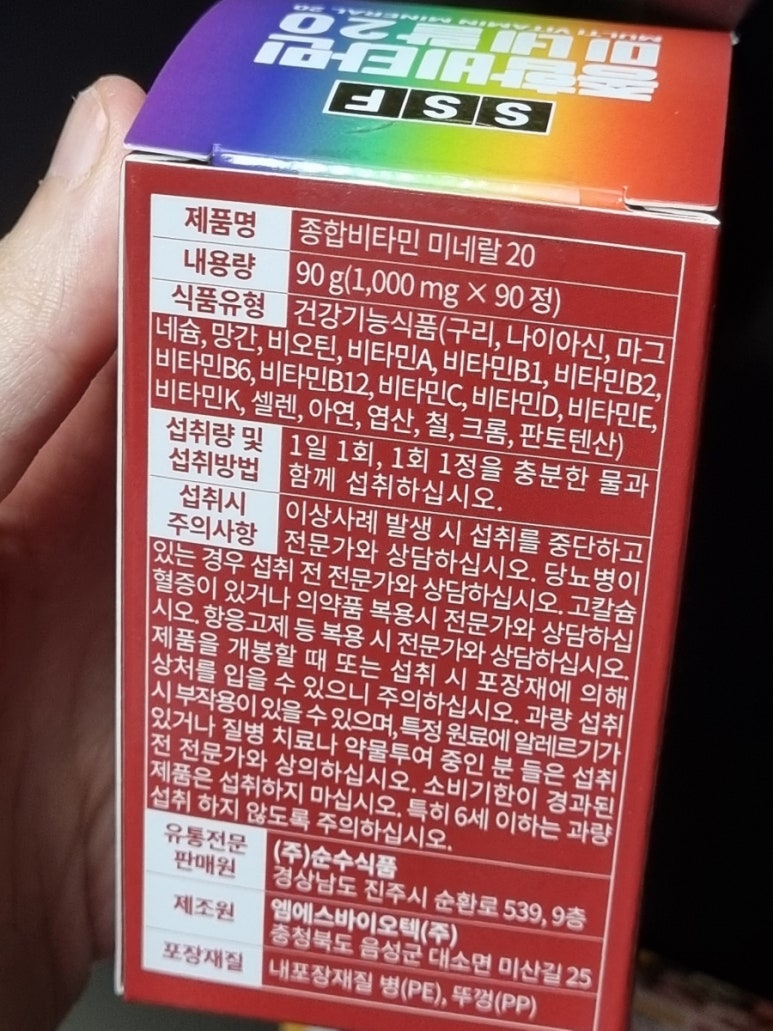 MULTI VITAMIN MINERAL 20
종합비타민
미네랄 20
SSF
제품명 종합비타민 미네랄 20
내용량 90 g(1,000 mg × 90 정)
식품유형 건강기능식품(구리, 나이아신, 마그
네슘, 망간, 비오틴, 비타민A, 비타민B1, 비타민B2,
비타민B6, 비타민B12, 비타민C, 비타민D, 비타민E,
비타민K, 셀렌, 아연, 엽산, 철, 크롬, 판토텐산)
섭취량 및 섭취방법
1일 1회, 1회 1정을 충분한 물과
함께 섭취하십시오.
섭취시 주의사항
이상사례 발생 시 섭취를 중단하고
전문가와 상담하십시오. 당뇨병이
있는 경우 섭취 전 전문가와 상담하십시오. 고칼슘
혈증이 있거나 의약품 복용시 전문가와 상담하십
시오. 항응고제 등 복용 시 전문가와 상담하십시오.
제품을 개봉할 때 또는 섭취 시 포장재에 의해
상처를 입을 수 있으니 주의하십시오. 과량 섭취
시 부작용이 있을 수 있으며, 특정 원료에 알레르기가
있거나 질병 치료나 약물투여 중인 분 들은 섭취
전 전문가와 상의하십시오. 소비기한이 경과된
제품은 섭취하지 마십시오. 특히 6세 이하는 과량
섭취 하지 않도록 주의하십시오.
유통전문 판매원
(주)순수식품
경상남도 진주시 순환로 539, 9층
제조원
엠에스바이오텍(주)
충청북도 음성군 대소면 미산길 25
포장재질 내포장재질 병(PE), 뚜껑(PP)